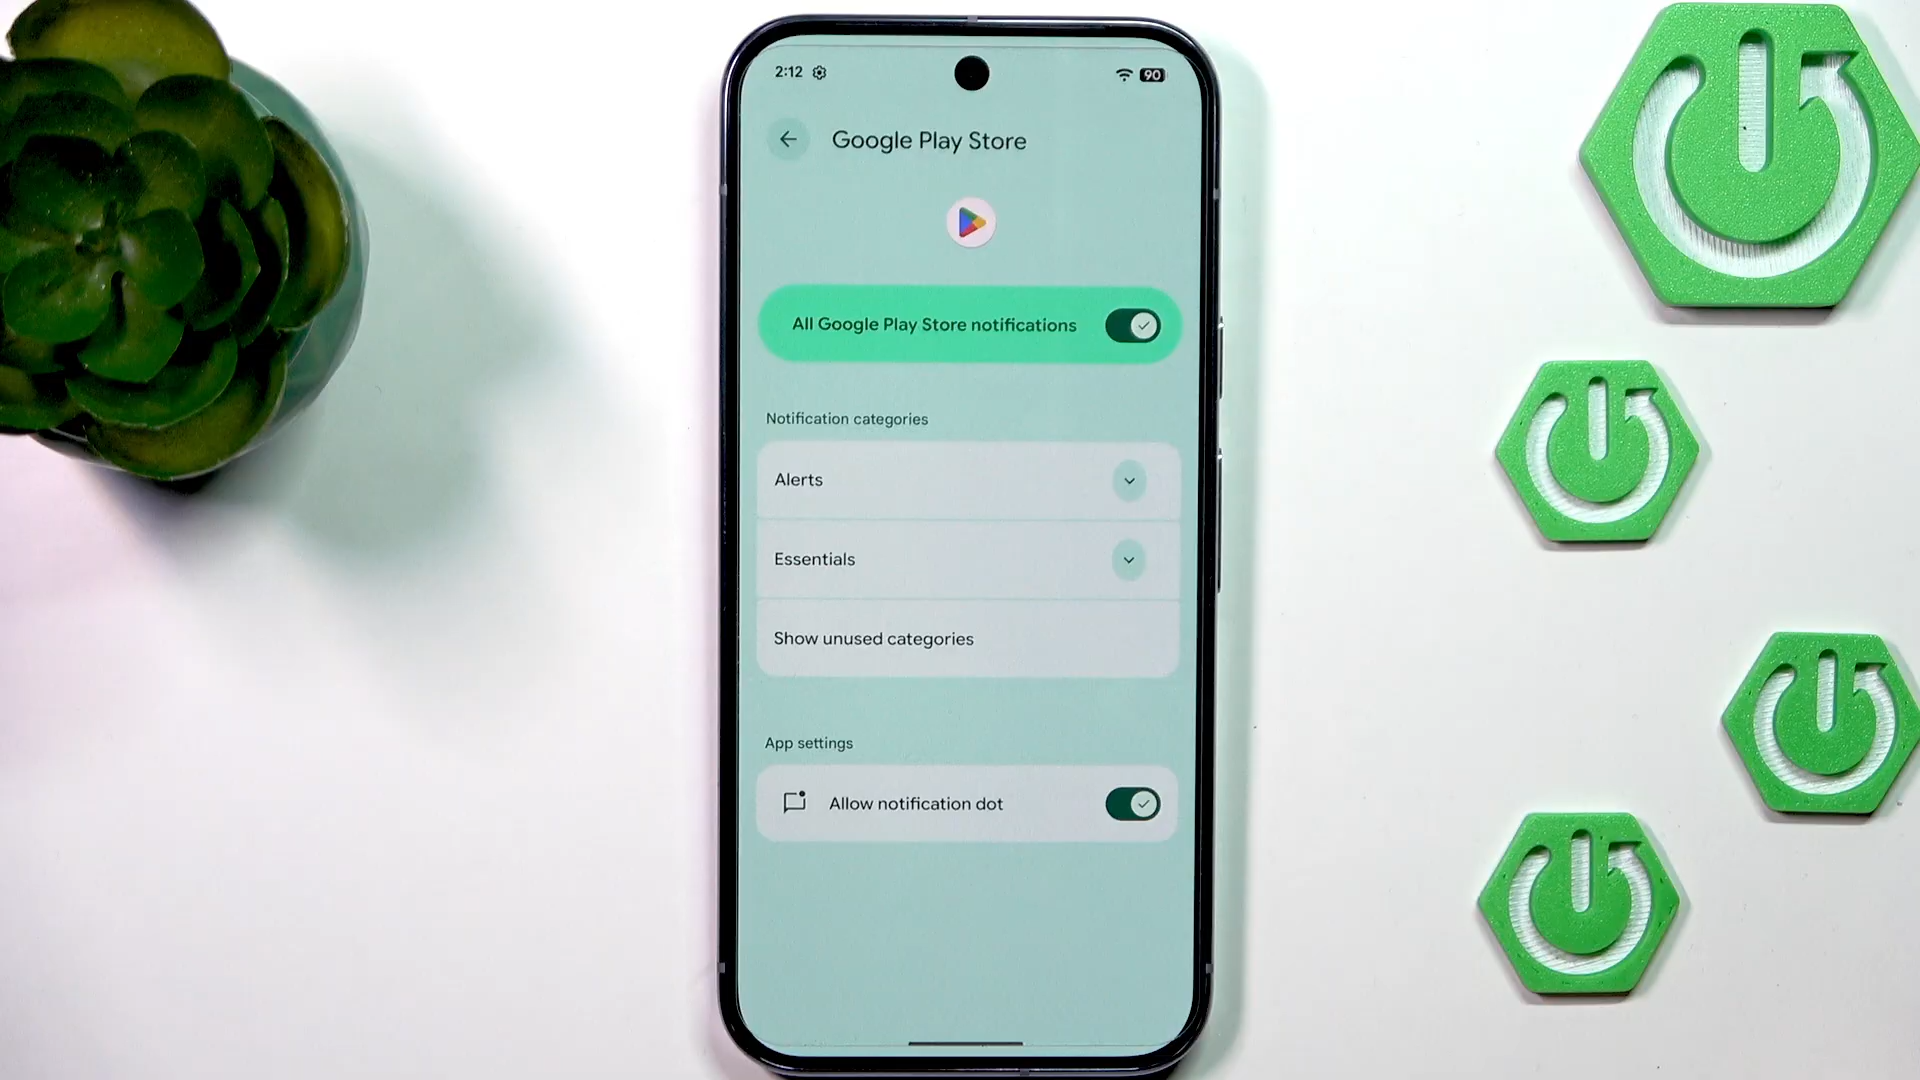 2:12
90
Google Play Store
All Google Play Store notifications
Notification categories
Alerts
Essentials
Show unused categories
App settings
Allow notification dot